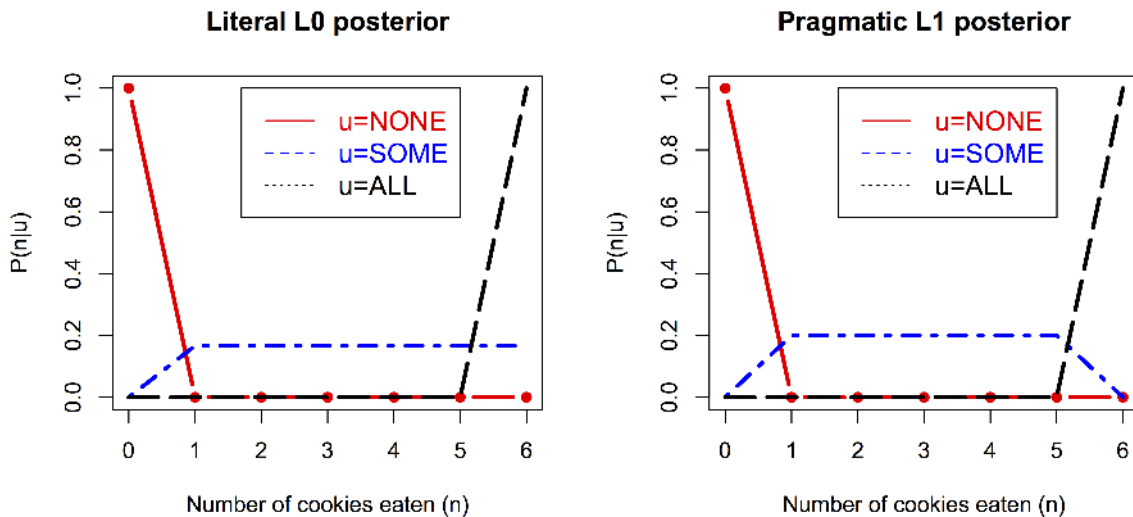 Literal L0 posterior
P(n|u)
1.0
0.8
0.6
0.4
0.2
0.0
u=NONE
u=SOME
u=ALL
0 1 2 3 4 5 6
Number of cookies eaten (n)
Pragmatic L1 posterior
P(n|u)
1.0
0.8
0.6
0.4
0.2
0.0
u=NONE
u=SOME
u=ALL
0 1 2 3 4 5 6
Number of cookies eaten (n)